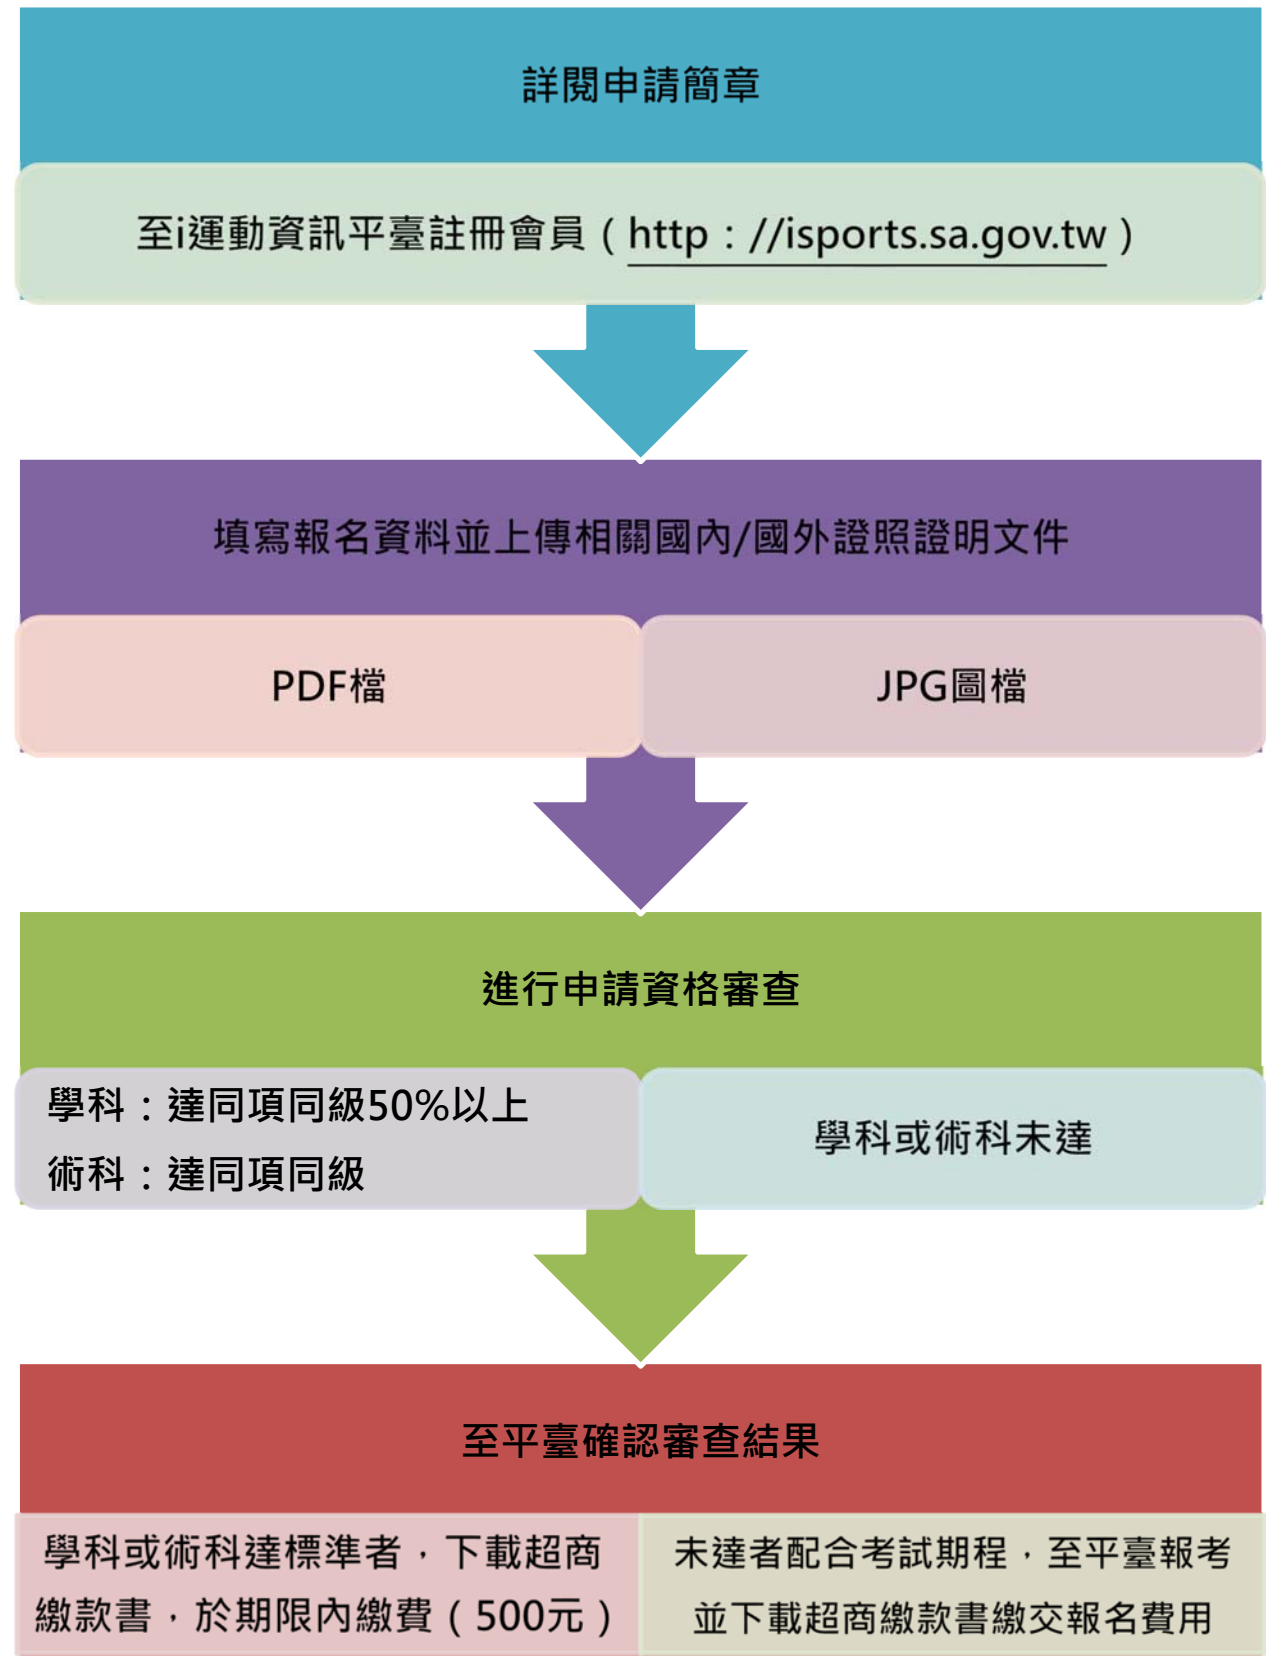 詳閱申請簡章
至i運動資訊平臺註冊會員（http：//isports.sa.gov.tw）
填寫報名資料並上傳相關國內/國外證照證明文件
PDF檔
JPG圖檔
進行申請資格審查
學科：達同項同級50%以上
術科：達同項同級
學科或術科未達
至平臺確認審查結果
學科或術科達標準者，下載超商
繳款書，於期限內繳費（500元）
未達者配合考試期程，至平臺報考
並下載超商繳款書繳交報名費用